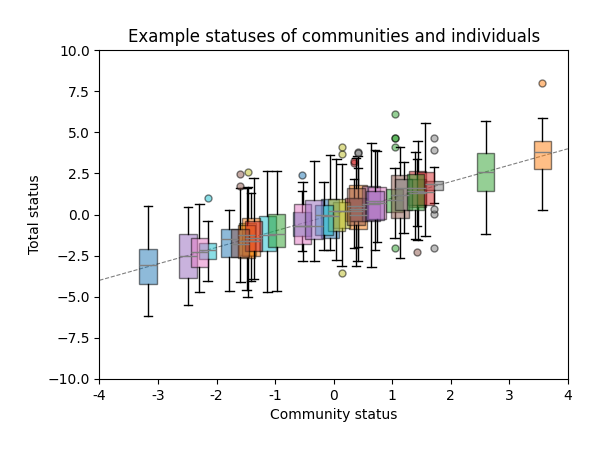 Example statuses of communities and individuals
10.0
7.5
5.0
2.5
0.0
−2.5
−5.0
−7.5
−10.0
Total status
-4 -3 -2 -1 0 1 2 3 4
Community status